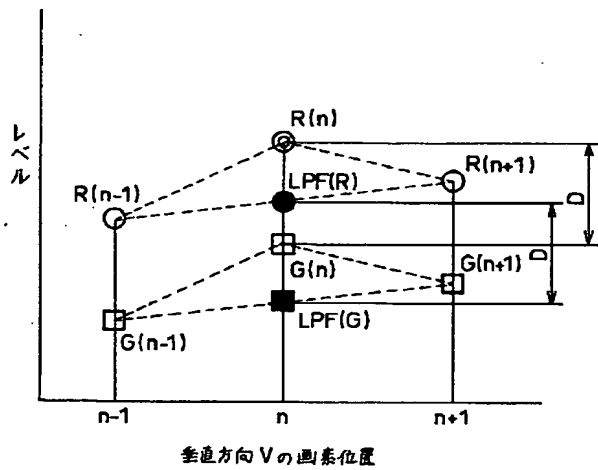 レベル
R(n)
R(n-1)
LPF(R)
R(n+1)
D
G(n)
D
G(n+1)
G(n-1)
LPF(G)
n-1
n
n+1
垂直方向Vの画素位置